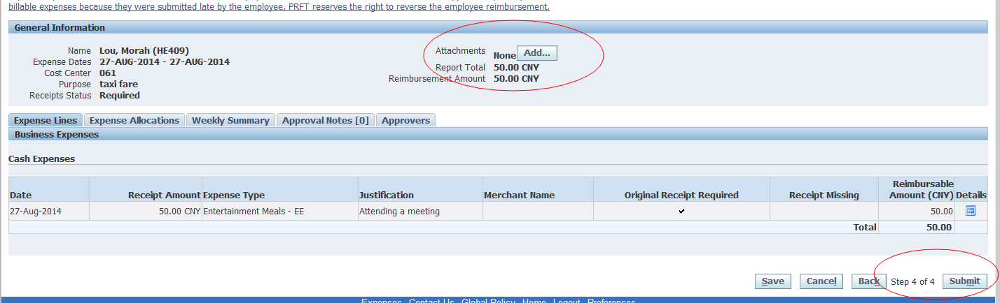 billable expenses because they were submitted late by the employee, PRFT reserves the right to reverse the employee reimbursement.
General Information
Name Lou, Morah (HE409)
Expense Dates 27-AUG-2014 - 27-AUG-2014
Cost Center 061
Purpose taxi fare
Receipts Status Required
Attachments None Add...
Report Total 50.00 CNY
Reimbursement Amount 50.00 CNY
Expense Lines Expense Allocations Weekly Summary Approval Notes [0] Approvers
Business Expenses
Cash Expenses
Date Receipt Amount Expense Type Justification Merchant Name Original Receipt Required Receipt Missing Reimbursable Amount (CNY) Details
27-Aug-2014 50.00 CNY Entertainment Meals - EE Attending a meeting 50.00
Total 50.00
Save Cancel Back Step 4 of 4 Submit
Expenses Contact Us Global Policy Home Logout Preferences